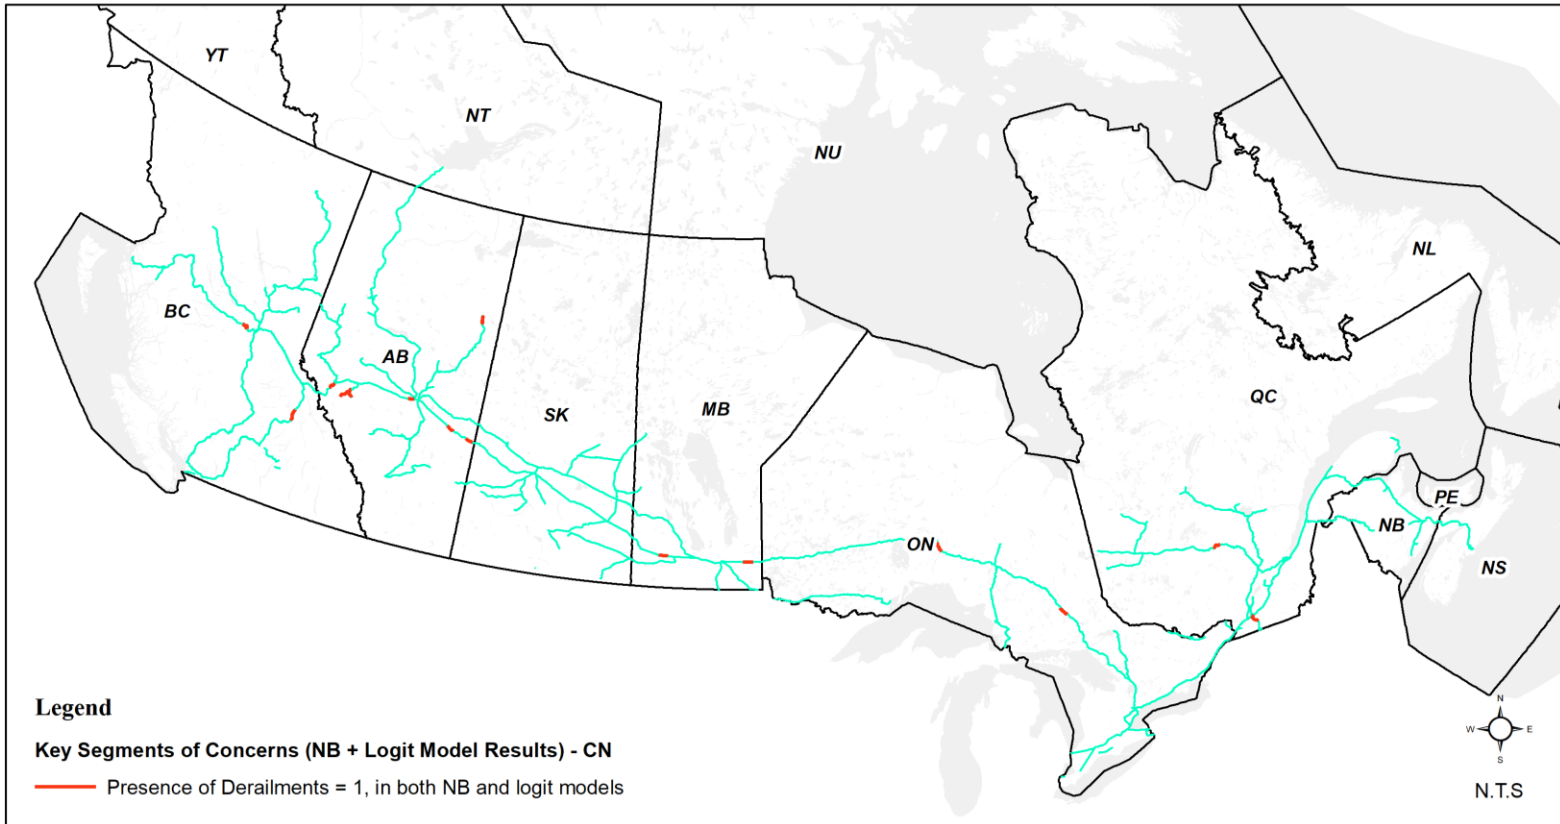 YT
NT
NU
NL
BC
AB
SK
MB
QC
PE
NB
ON
NS
Legend
Key Segments of Concerns (NB + Logit Model Results) - CN
Presence of Derailments = 1, in both NB and logit models
N
W
E
S
N.T.S